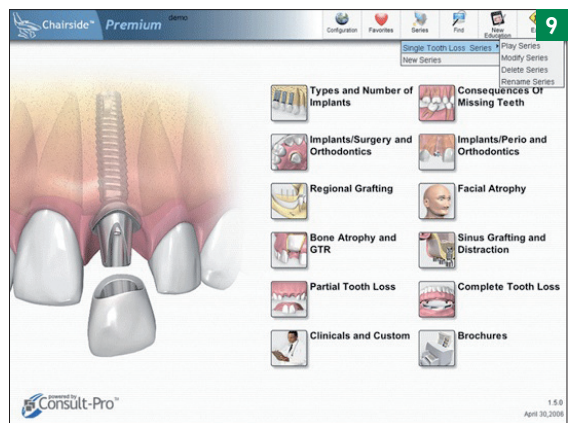 Chairside™ Premium demo
Configuration Favorites Series Find New Education
9
Single Tooth Loss Series
New Series
Play Series
Modify Series
Delete Series
Rename Series
Types and Number of
Implants
Consequences Of
Missing Teeth
Implants/Surgery and
Orthodontics
Implants/Perio and
Orthodontics
Regional Grafting
Facial Atrophy
Bone Atrophy and
GTR
Sinus Grafting and
Distraction
Partial Tooth Loss
Complete Tooth Loss
Clinicals and Custom
Brochures
powered by
Consult-Pro™
1.5.0
April 30,2006